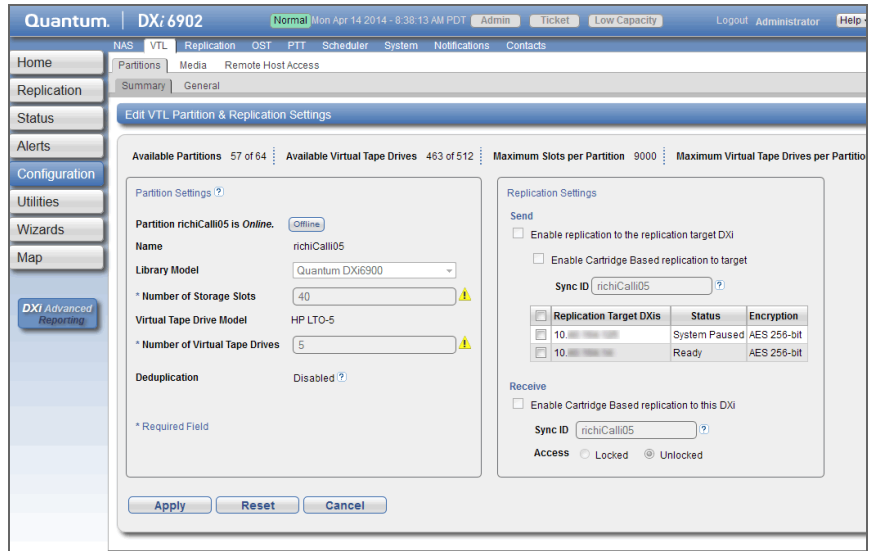 Quantum. DXi 6902 Normal Mon Apr 14 2014 - 8:38:13 AM PDT Admin Ticket Low Capacity Logout Administrator Help
NAS VTL Replication OST PTT Scheduler System Notifications Contacts
Home
Replication
Status
Alerts
Configuration
Utilities
Wizards
Map
DXi Advanced
Reporting
Partitions Media Remote Host Access
Summary General
Edit VTL Partition & Replication Settings
Available Partitions 57 of 64 Available Virtual Tape Drives 463 of 512 Maximum Slots per Partition 9000 Maximum Virtual Tape Drives per Partitio
Partition Settings ?
Partition richiCalli05 is Online. Offline
Name richiCalli05
Library Model Quantum DXi6900
* Number of Storage Slots 40
Virtual Tape Drive Model HP LTO-5
* Number of Virtual Tape Drives 5
Deduplication Disabled ?
* Required Field
Replication Settings
Send
Enable replication to the replication target DXi
Enable Cartridge Based replication to target
Sync ID richiCalli05 ?
Replication Target DXis Status Encryption
10. System Paused AES 256-bit
10. Ready AES 256-bit
Receive
Enable Cartridge Based replication to this DXi
Sync ID richiCalli05 ?
Access Locked Unlocked
Apply Reset Cancel